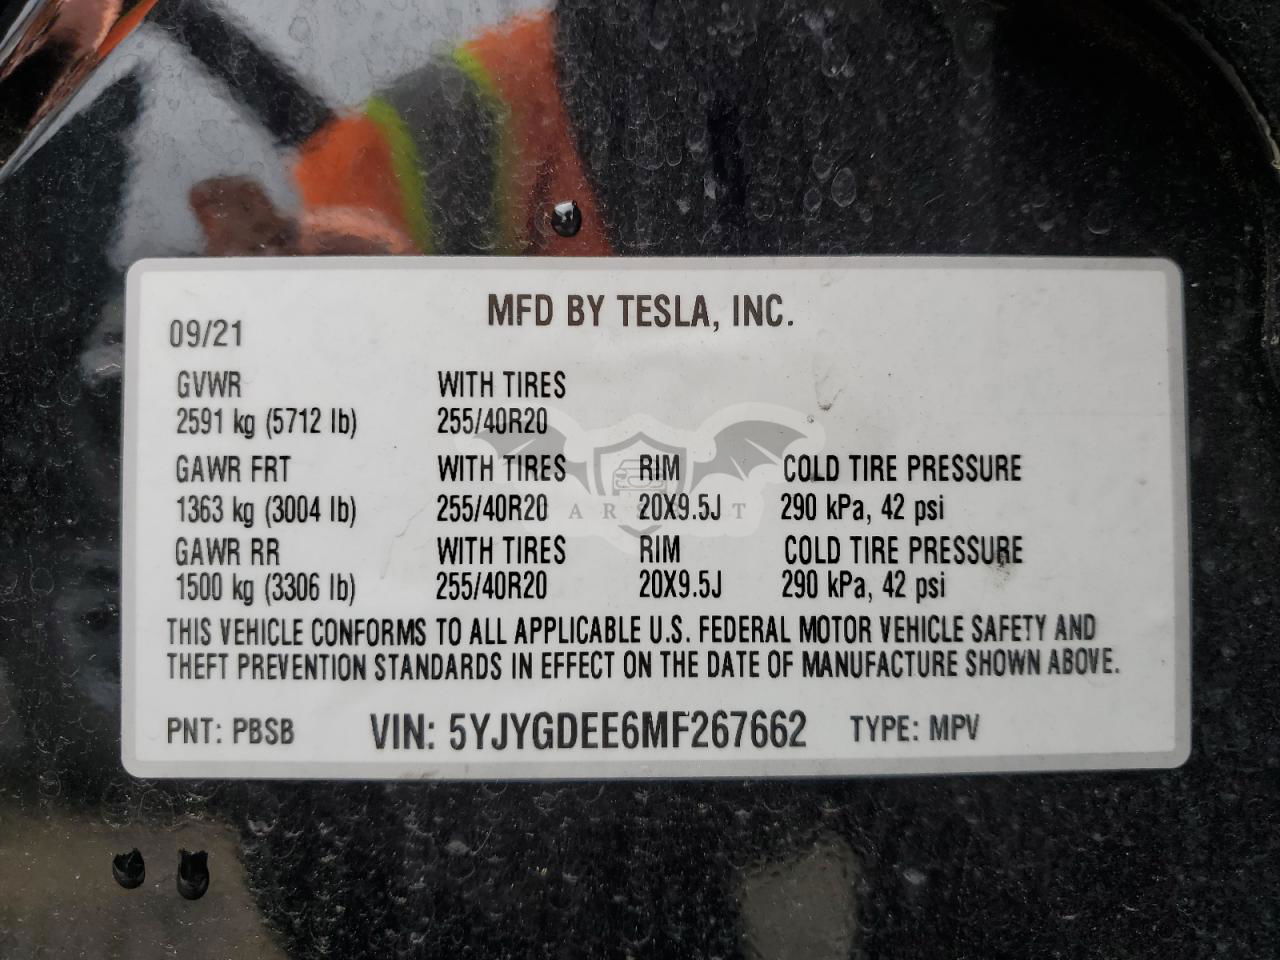 MFD BY TESLA, INC.
09/21
GVWR WITH TIRES
2591 kg (5712 lb) 255/40R20
GAWR FRT WITH TIRES RIM COLD TIRE PRESSURE
1363 kg (3004 lb) 255/40R20 20X9.5J 290 kPa, 42 psi
GAWR RR WITH TIRES RIM COLD TIRE PRESSURE
1500 kg (3306 lb) 255/40R20 20X9.5J 290 kPa, 42 psi
THIS VEHICLE CONFORMS TO ALL APPLICABLE U.S. FEDERAL MOTOR VEHICLE SAFETY AND
THEFT PREVENTION STANDARDS IN EFFECT ON THE DATE OF MANUFACTURE SHOWN ABOVE.
PNT: PBSB VIN: 5YJYGDEE6MF267662 TYPE: MPV